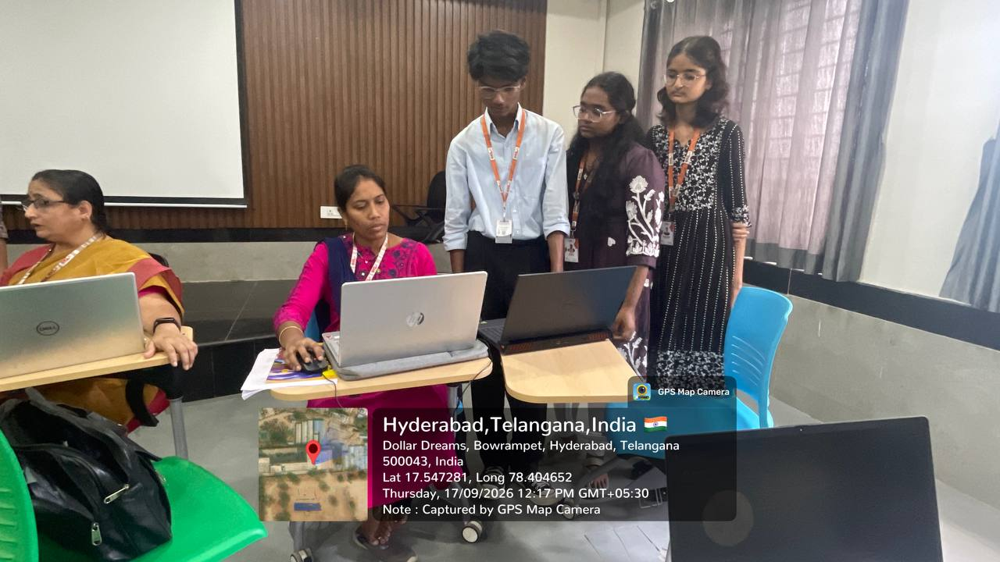 DELL
hp
GPS Map Camera
Hyderabad,Telangana,India
Dollar Dreams, Bowrampet, Hyderabad, Telangana
500043, India
Lat 17.547281, Long 78.404652
Thursday, 17/09/2026 12:17 PM GMT+05:30
Note : Captured by GPS Map Camera